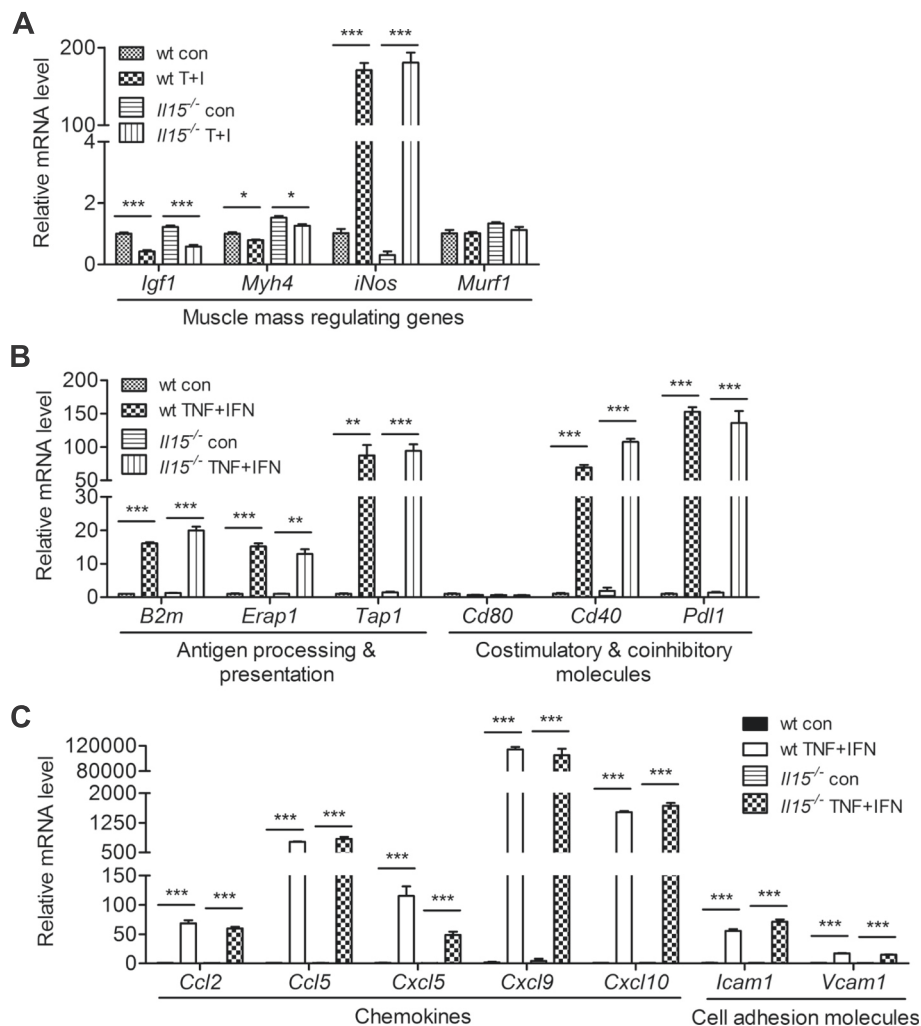 A
Relative mRNA level
200
100
4
2
0
wt con
wt T+I
Il15-/- con
Il15-/- T+I
*** *** * * *** ***
Igf1 Myh4 iNos Murf1
Muscle mass regulating genes
B
Relative mRNA level
200
150
100
50
30
20
10
0
wt con
wt TNF+IFN
Il15-/- con
Il15-/- TNF+IFN
*** *** *** ** ** *** *** *** *** ***
B2m Erap1 Tap1 Cd80 Cd40 Pdl1
Antigen processing & presentation
Costimulatory & coinhibitory molecules
C
Relative mRNA level
120000
80000
2000
1250
500
150
100
50
0
wt con
wt TNF+IFN
Il15-/- con
Il15-/- TNF+IFN
*** *** *** *** *** *** *** *** *** *** *** *** *** ***
Ccl2 Ccl5 Cxcl5 Cxcl9 Cxcl10 Icam1 Vcam1
Chemokines Cell adhesion molecules